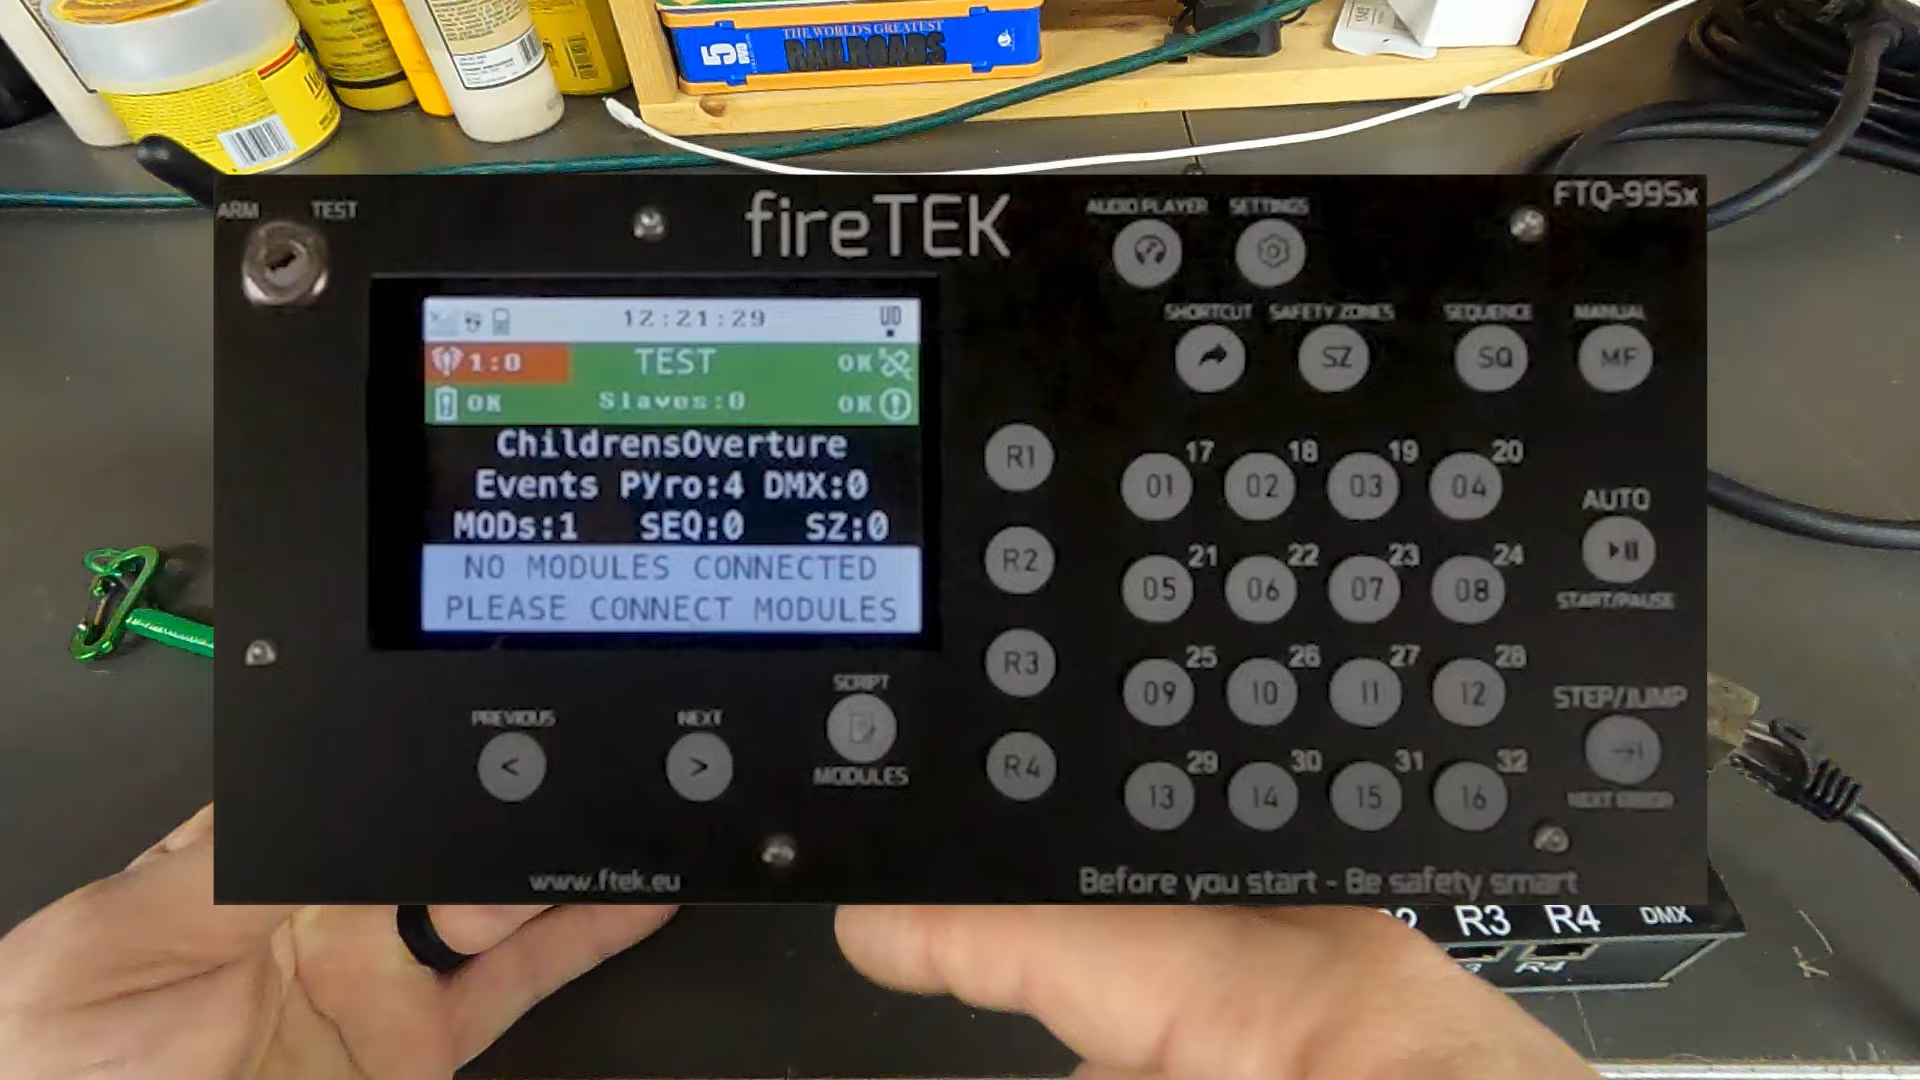 5
DVD
THE WORLD'S GREATEST
RAILROADS
ARM TEST
fireTEK
AUDIO PLAYER SETTINGS
FTQ-99Sx
12:21:29 UD
1:0 TEST OK
OK Slaves:0 OK
ChildrensOverture
Events Pyro:4 DMX:0
MODs:1 SEQ:0 SZ:0
NO MODULES CONNECTED
PLEASE CONNECT MODULES
SHORTCUT SAFETY ZONES SEQUENCE MANUAL
SZ SQ MF
R1
R2
R3
R4
17 18 19 20
01 02 03 04
21 22 23 24
05 06 07 08
25 26 27 28
09 10 11 12
29 30 31 32
13 14 15 16
AUTO
START/PAUSE
STEP/JUMP
PREVIOUS NEXT SCRIPT
< >
MODULES
www.ftek.eu
Before you start - Be safety smart
R3 R4 DMX
R4